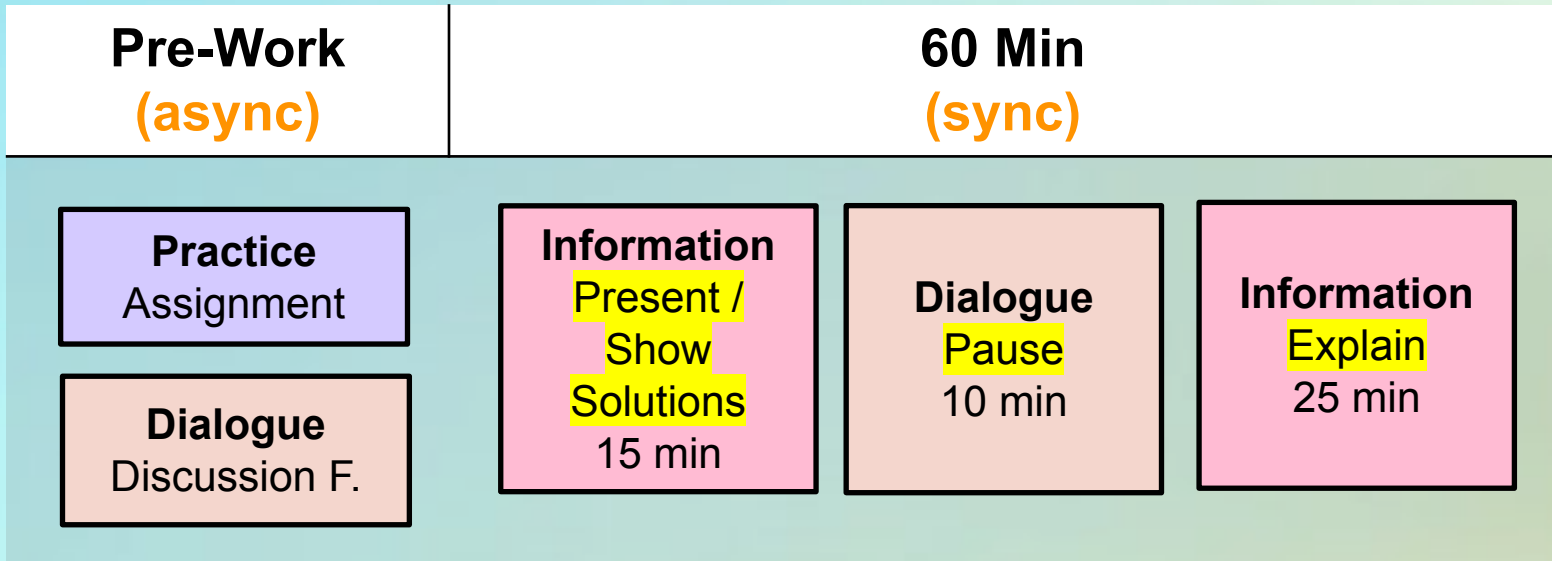 Pre-Work
(async)
60 Min
(sync)
Practice
Assignment
Dialogue
Discussion F.
Information
Present /
Show
Solutions
15 min
Dialogue
Pause
10 min
Information
Explain
25 min